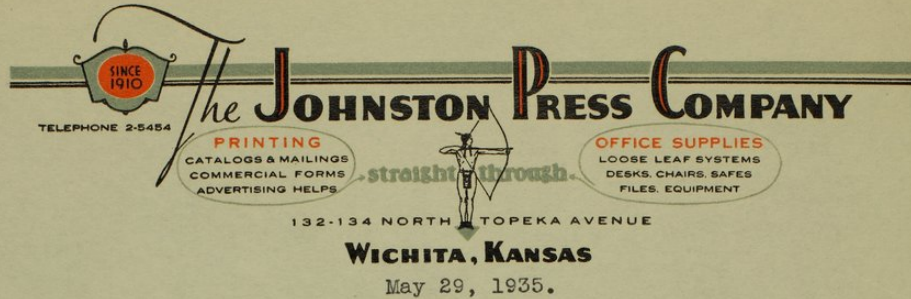 SINCE
1910
The JOHNSTON PRESS COMPANY
TELEPHONE 2-5454
PRINTING
CATALOGS & MAILINGS
COMMERCIAL FORMS
ADVERTISING HELPS
straight through
OFFICE SUPPLIES
LOOSE LEAF SYSTEMS
DESKS, CHAIRS, SAFES
FILES, EQUIPMENT
132-134 NORTH TOPEKA AVENUE
WICHITA, KANSAS
May 29, 1935.